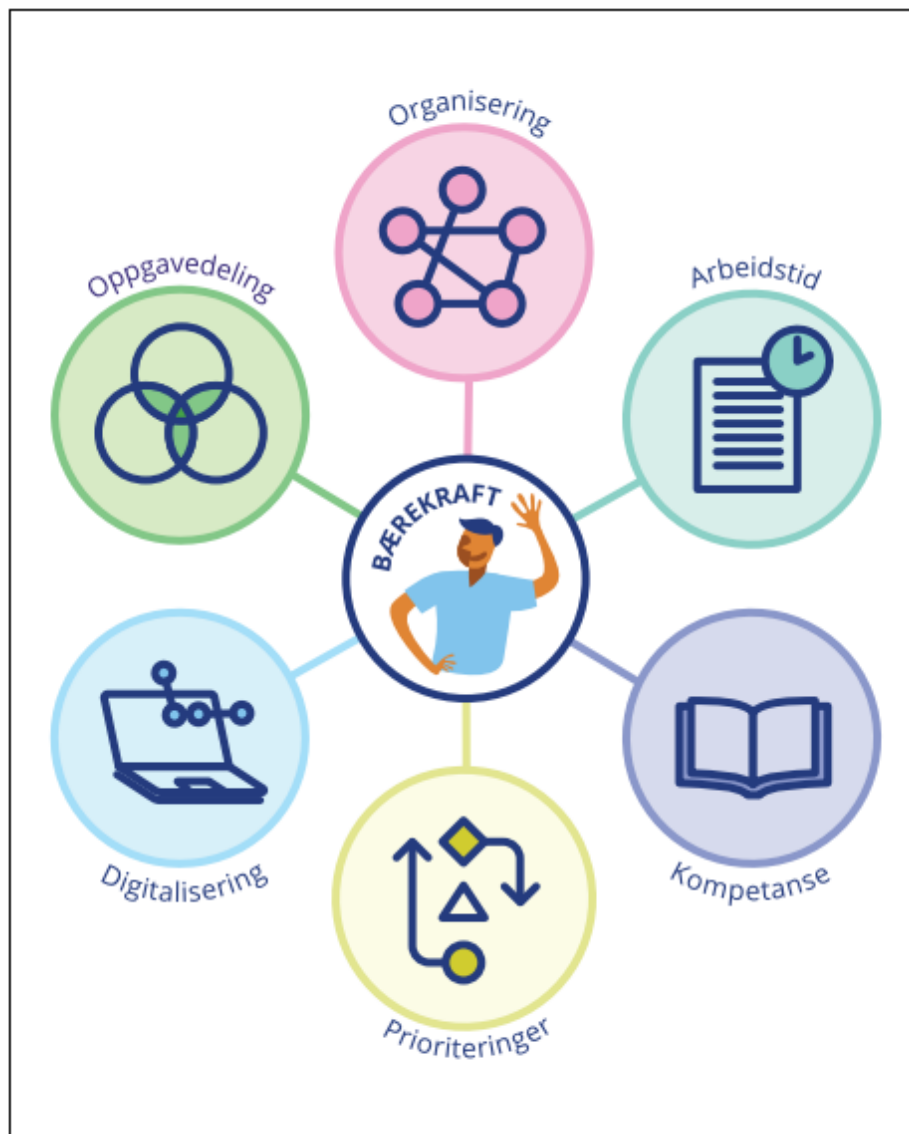 Organisering
Oppgavedeling
Arbeidstid
BÆREKRAFT
Digitalisering
Kompetanse
Prioriteringer